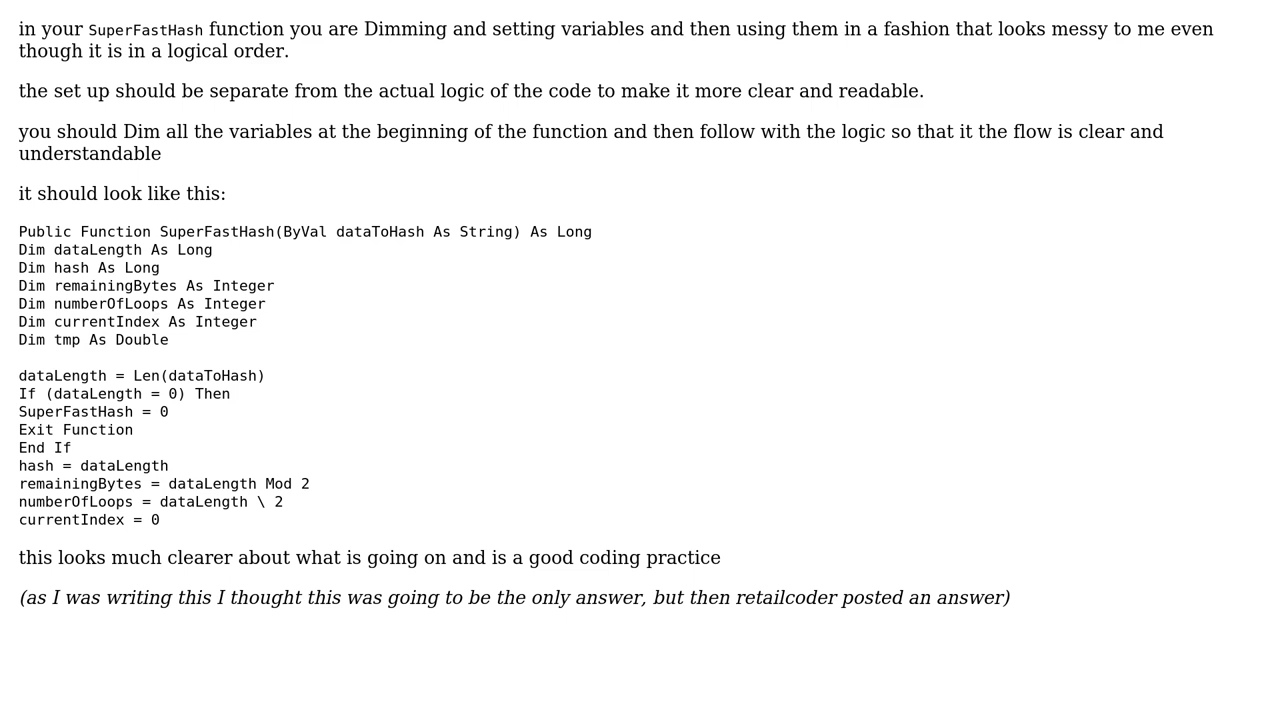 in your SuperFastHash function you are Dimming and setting variables and then using them in a fashion that looks messy to me even
though it is in a logical order.
the set up should be separate from the actual logic of the code to make it more clear and readable.
you should Dim all the variables at the beginning of the function and then follow with the logic so that it the flow is clear and
understandable
it should look like this:
Public Function SuperFastHash(ByVal dataToHash As String) As Long
Dim dataLength As Long
Dim hash As Long
Dim remainingBytes As Integer
Dim numberOfLoops As Integer
Dim currentIndex As Integer
Dim tmp As Double
dataLength = Len(dataToHash)
If (dataLength = 0) Then
SuperFastHash = 0
Exit Function
End If
hash = dataLength
remainingBytes = dataLength Mod 2
numberOfLoops = dataLength \ 2
currentIndex = 0
this looks much clearer about what is going on and is a good coding practice
(as I was writing this I thought this was going to be the only answer, but then retailcoder posted an answer)